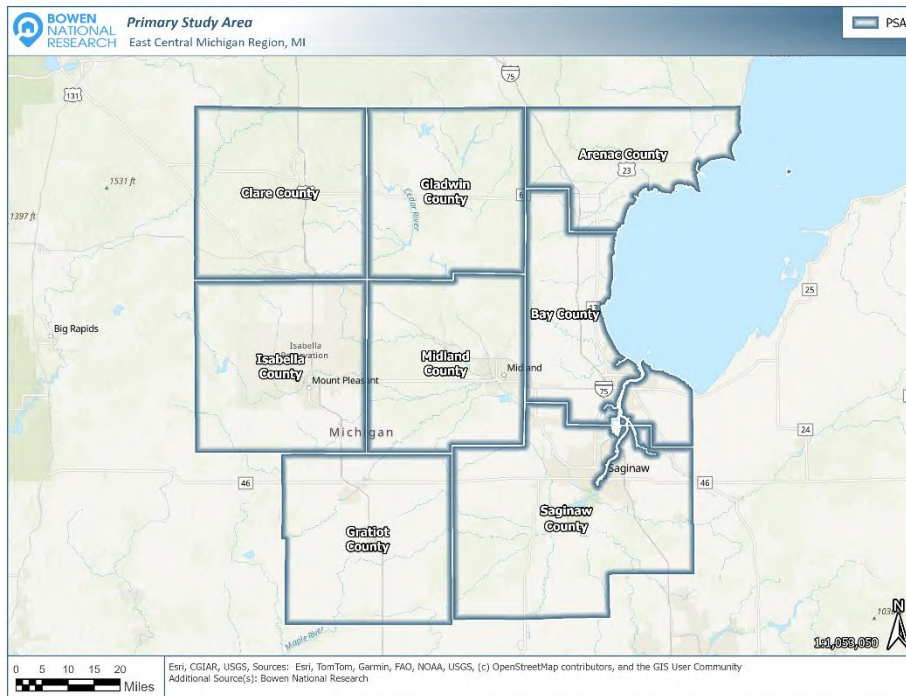 BOWEN
NATIONAL
RESEARCH
Primary Study Area
East Central Michigan Region, MI
PSA
75
131
Arenac County
23
1531 ft
Clare County
Gladwin
County
6
Cedar River
1397 ft
25
13
Bay County
Big Rapids
Isabella
Reservation
Isabella
County
Midland
County
Midland
Mount Pleasant
75
Michigan
24
Saginaw
46
46
Saginaw
County
Gratiot
County
Maple River
N
1:1,053,050
0 5 10 15 20
Miles
Esri, CGIAR, USGS, Sources: Esri, TomTom, Garmin, FAO, NOAA, USGS, (c) OpenStreetMap contributors, and the GIS User Community
Additional Source(s): Bowen National Research